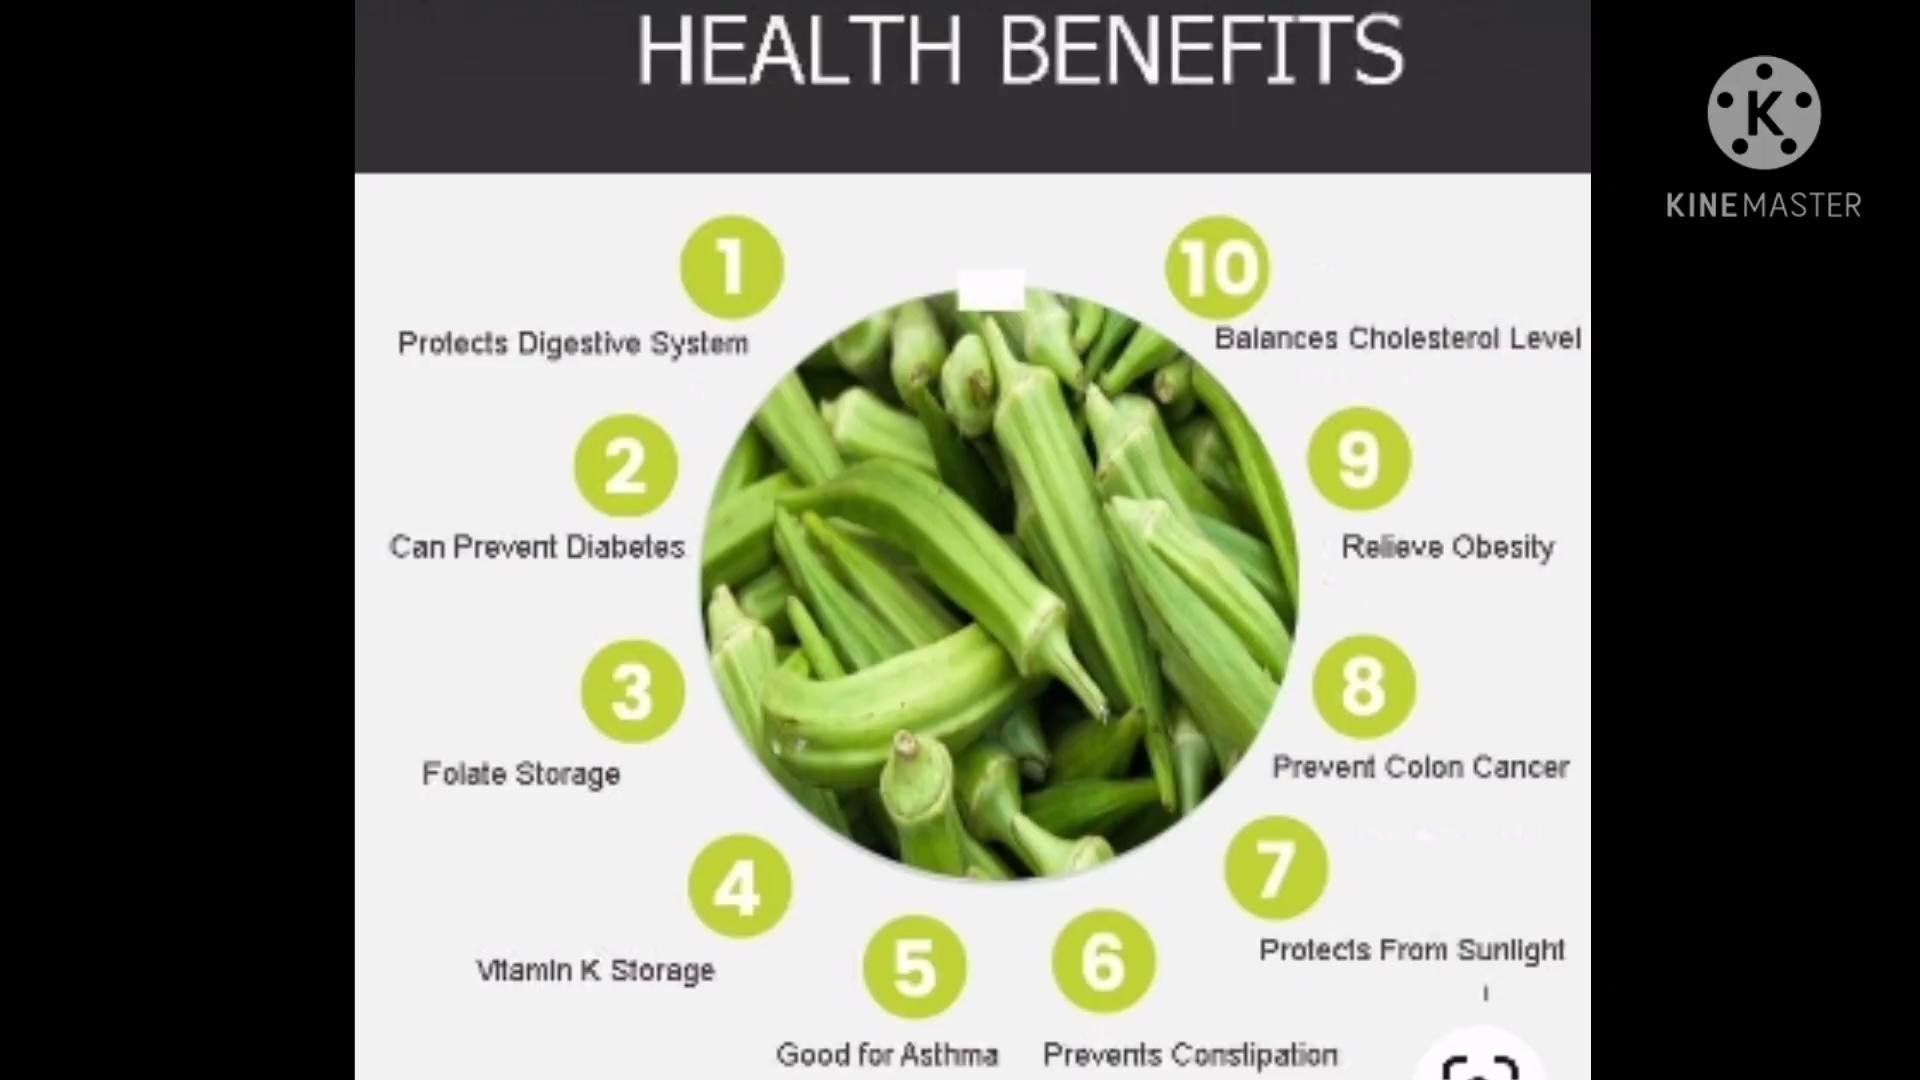 HEALTH BENEFITS
K
KINEMASTER
1
Protects Digestive System
2
Can Prevent Diabetes
3
Folate Storage
4
Vitamin K Storage
5
Good for Asthma
6
Prevents Constipation
7
Protects From Sunlight
8
Prevent Colon Cancer
9
Relieve Obesity
10
Balances Cholesterol Level